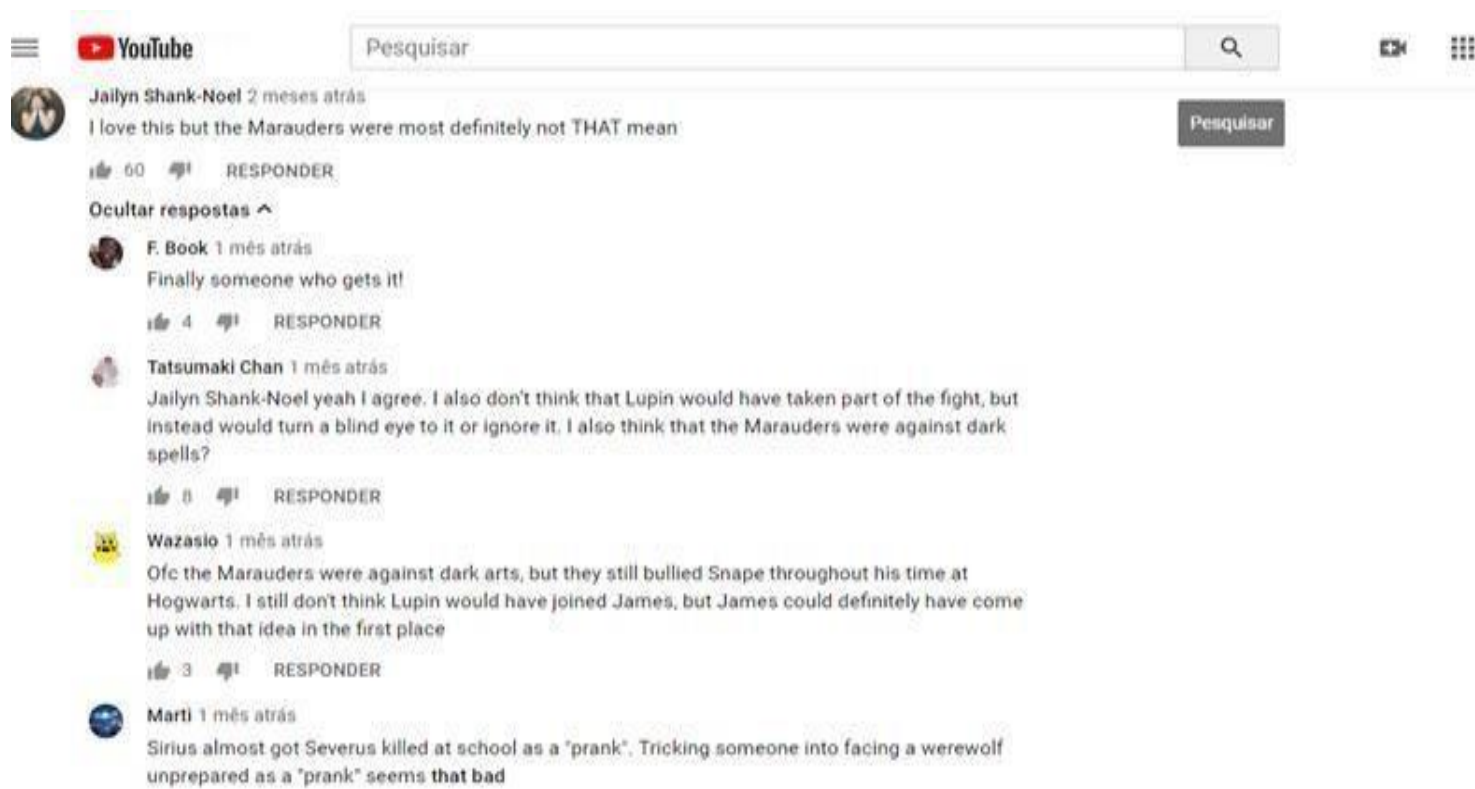 YouTube
Pesquisar
Jailyn Shank-Noel 2 meses atrás
Pesquisar
I love this but the Marauders were most definitely not THAT mean
60 RESPONDER
Ocultar respostas
F. Book 1 mês atrás
Finally someone who gets it!
4 RESPONDER
Tatsumaki Chan 1 mês atrás
Jailyn Shank-Noel yeah I agree. I also don't think that Lupin would have taken part of the fight, but
instead would turn a blind eye to it or ignore it. I also think that the Marauders were against dark
spells?
8 RESPONDER
Wazasio 1 mês atrás
Ofc the Marauders were against dark arts, but they still bullied Snape throughout his time at
Hogwarts. I still don't think Lupin would have joined James, but James could definitely have come
up with that idea in the first place
3 RESPONDER
Marti 1 mês atrás
Sirius almost got Severus killed at school as a "prank". Tricking someone into facing a werewolf
unprepared as a "prank" seems that bad